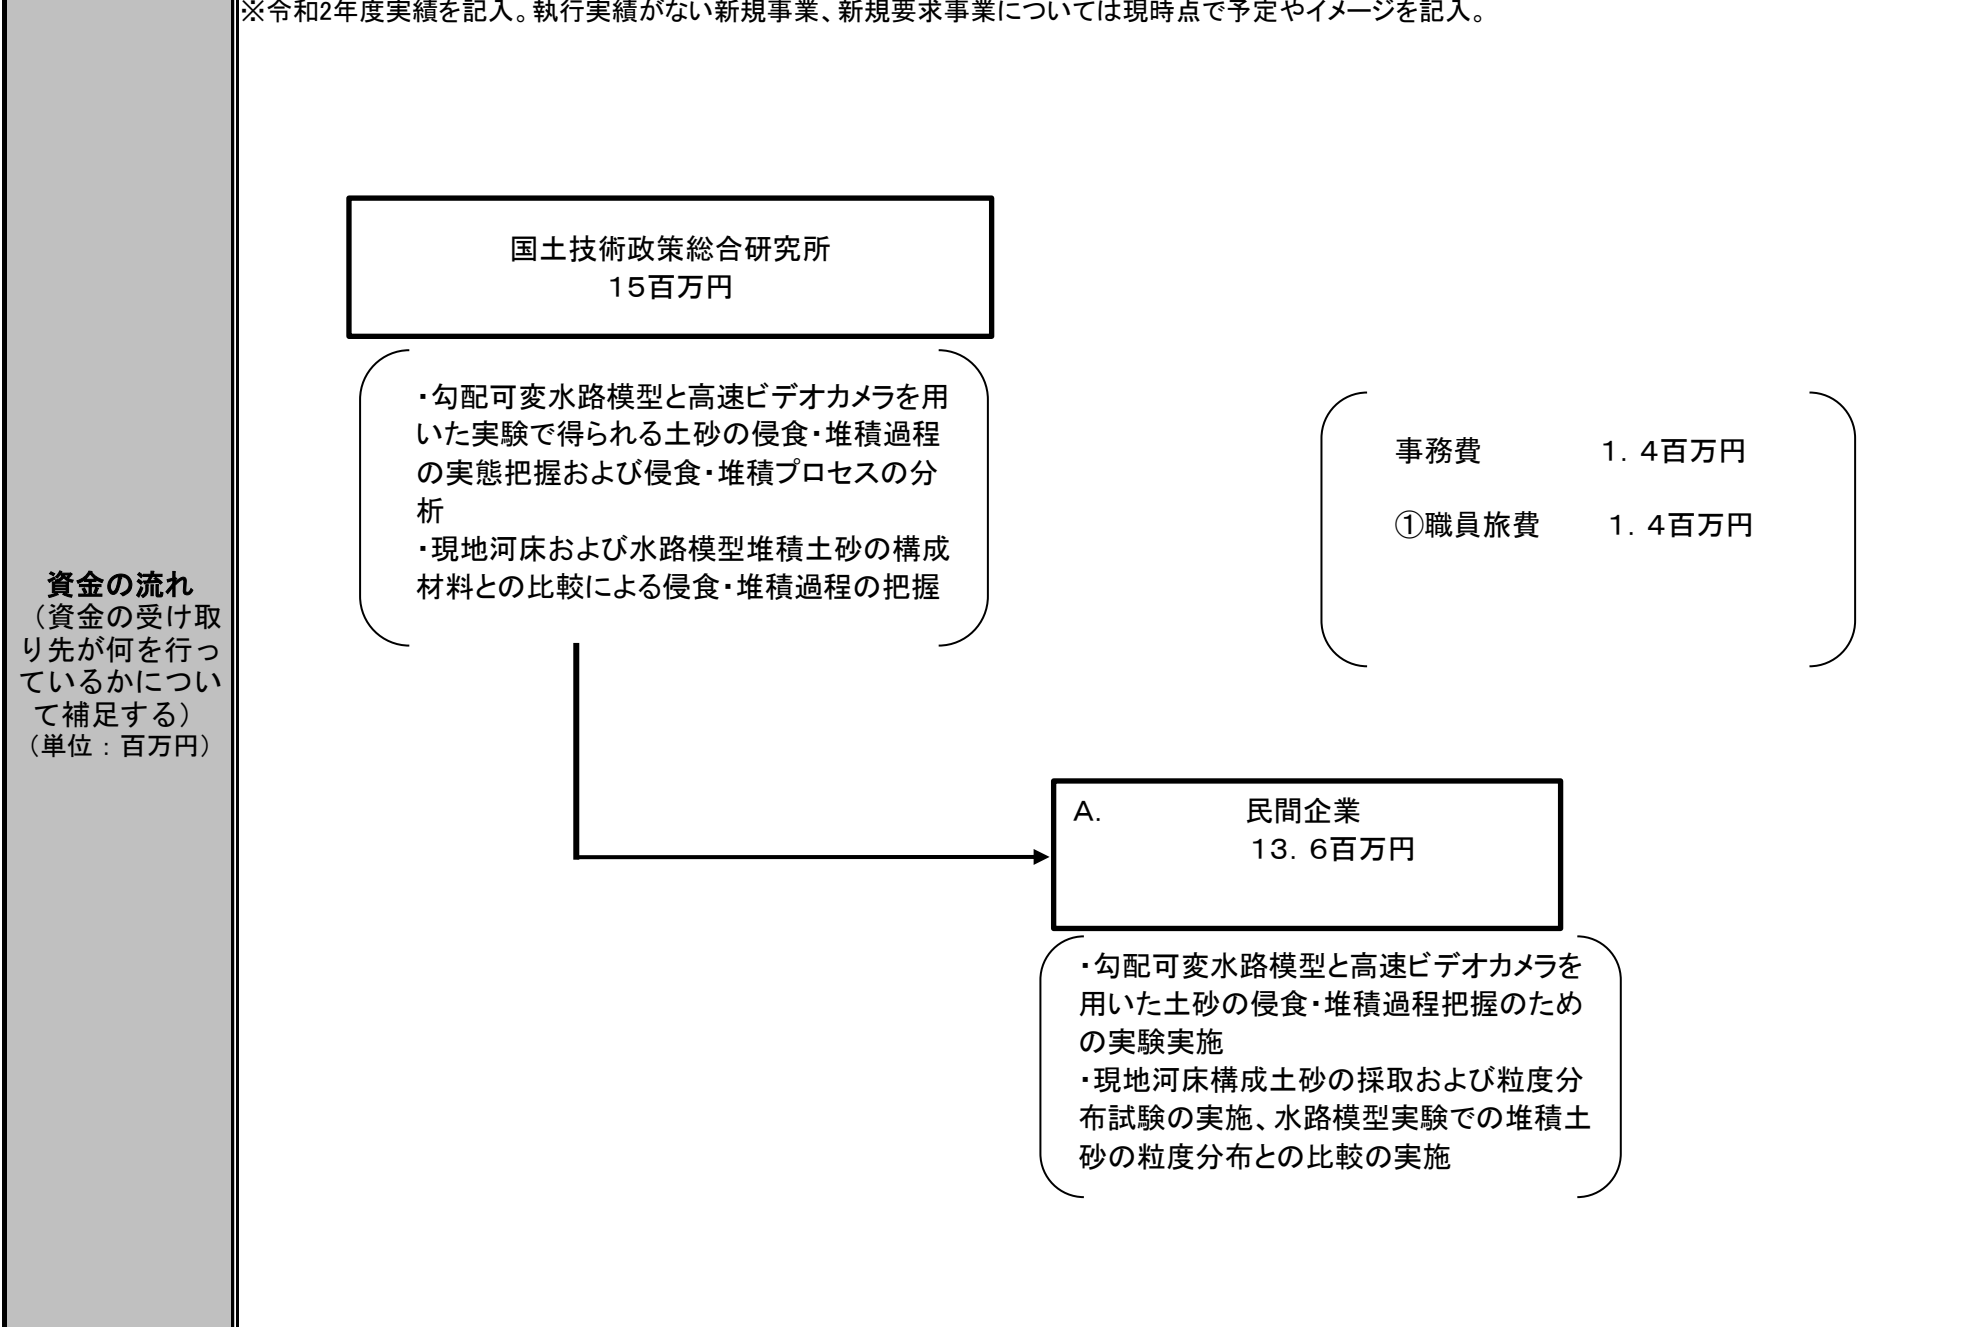 ※令和2年度実績を記入。執行実績がない新規事業、新規要求事業については現時点で予定やイメージを記入。
資金の流れ
（資金の受け取
り先が何を行っ
ているかについ
て補足する）
（単位：百万円）
国土技術政策総合研究所
１５百万円
・勾配可変水路模型と高速ビデオカメラを用
いた実験で得られる土砂の侵食・堆積過程
の実態把握および侵食・堆積プロセスの分
析
・現地河床および水路模型堆積土砂の構成
材料との比較による侵食・堆積過程の把握
事務費　　　　１．４百万円
①職員旅費　　１．４百万円
A.　　　　民間企業
１３．６百万円
・勾配可変水路模型と高速ビデオカメラを
用いた土砂の侵食・堆積過程把握のため
の実験実施
・現地河床構成土砂の採取および粒度分
布試験の実施、水路模型実験での堆積土
砂の粒度分布との比較の実施